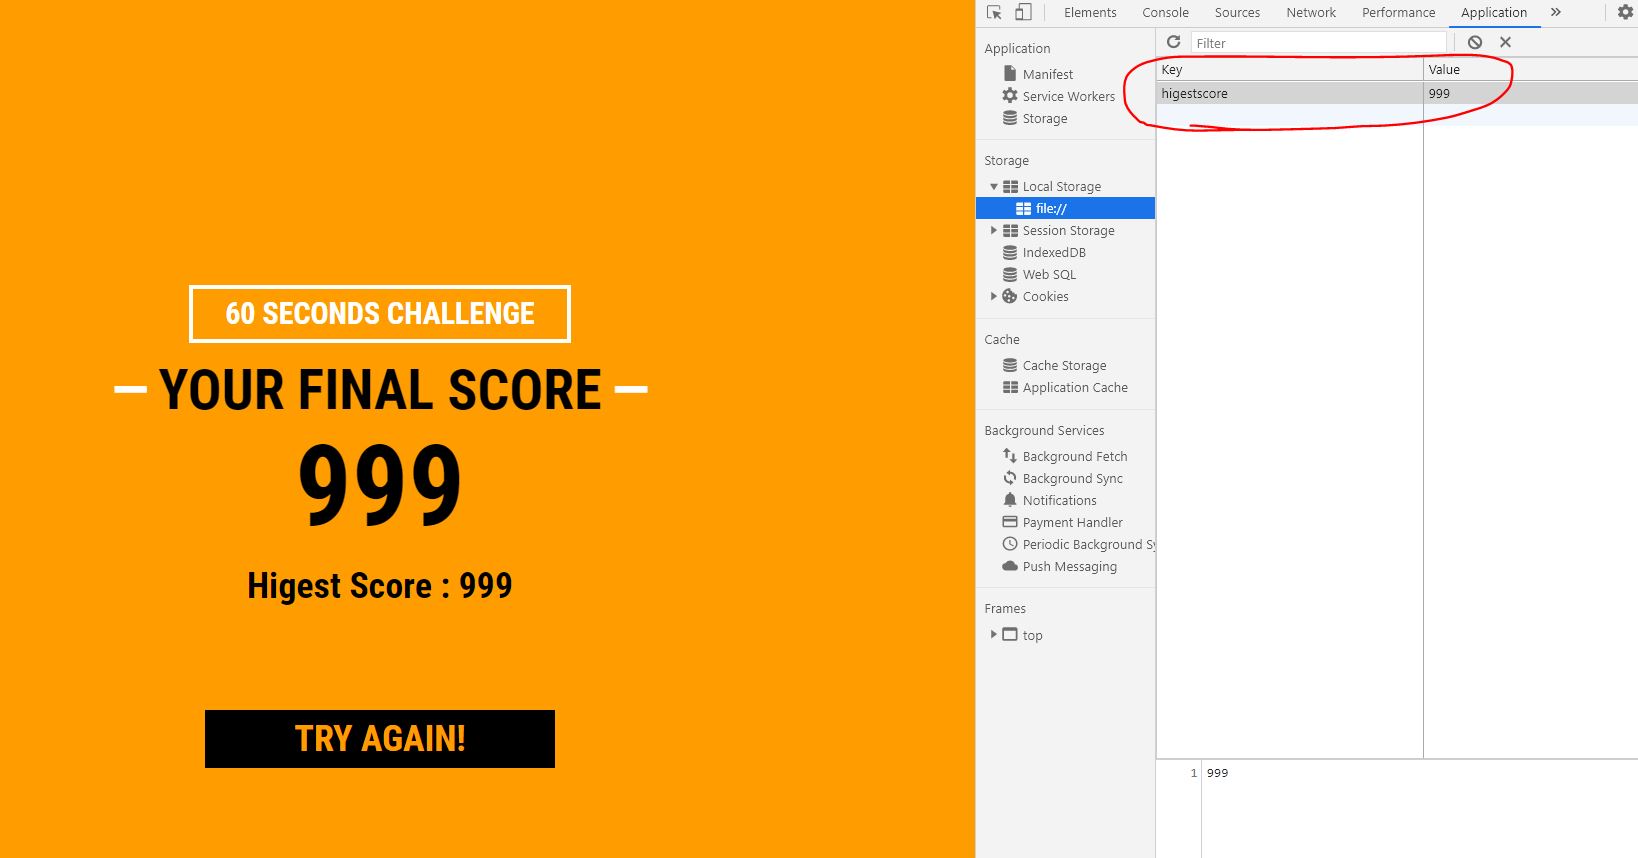 60 SECONDS CHALLENGE
YOUR FINAL SCORE
999
Higest Score : 999
TRY AGAIN!
Elements Console Sources Network Performance Application »
Application
Manifest
Service Workers
Storage
Storage
Local Storage
file://
Session Storage
IndexedDB
Web SQL
Cookies
Cache
Cache Storage
Application Cache
Background Services
Background Fetch
Background Sync
Notifications
Payment Handler
Periodic Background Sy
Push Messaging
Frames
top
Filter
Key Value
higestscore 999
1 999